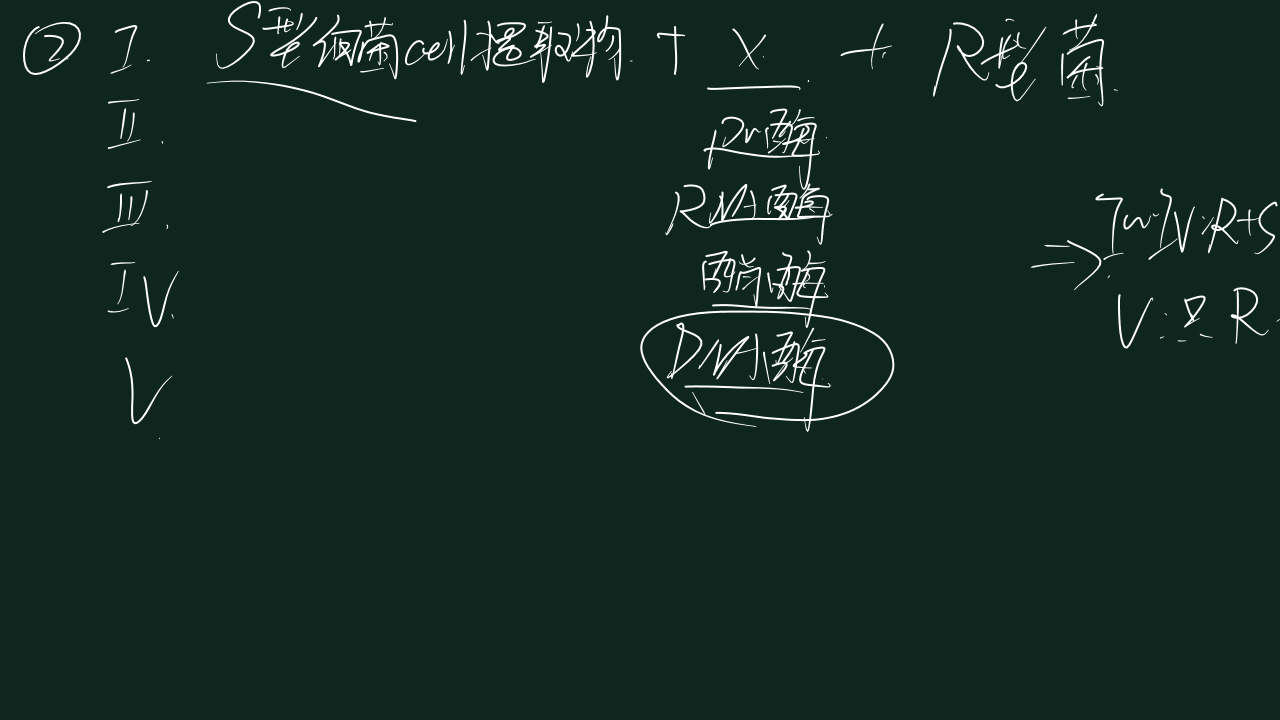 ② I. S型细菌cell提取物 + X + R型菌
II. Pr酶
III. RNA酶
IV. 酯酶
V DNA酶
⇒ I~IV:R+S
V:只R